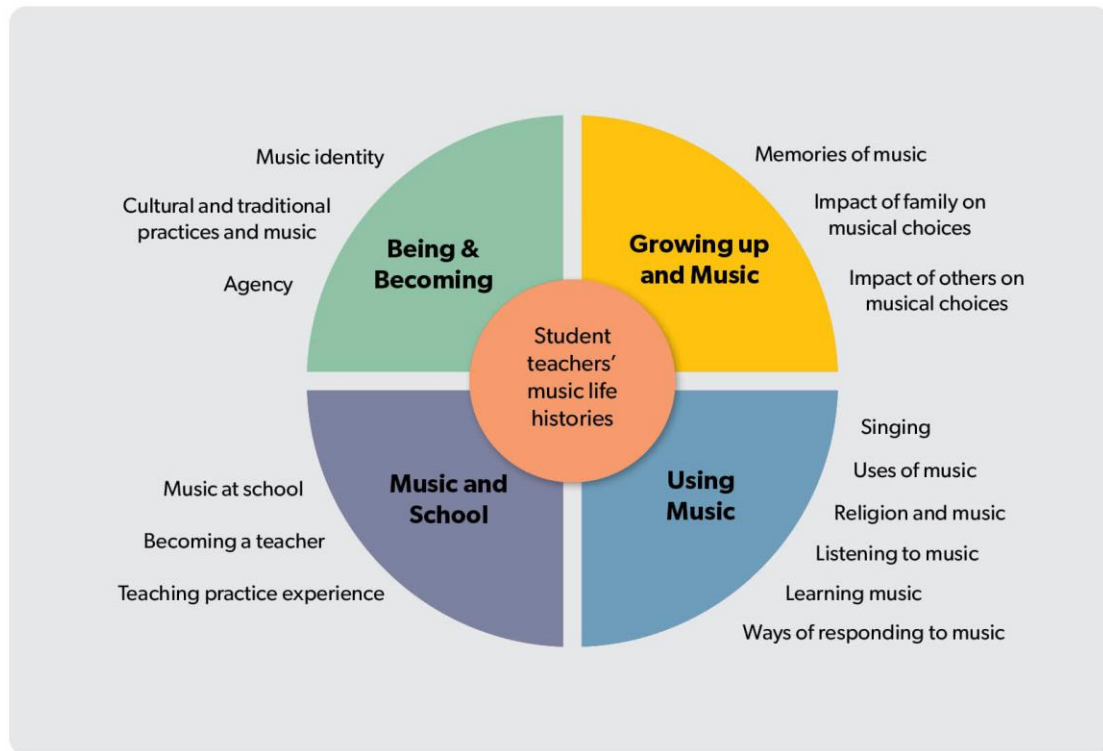 Music identity
Cultural and traditional
practices and music
Agency
Being &
Becoming
Memories of music
Impact of family on
musical choices
Impact of others on
musical choices
Growing up
and Music
Student
teachers’
music life
histories
Music at school
Becoming a teacher
Teaching practice experience
Music and
School
Using
Music
Singing
Uses of music
Religion and music
Listening to music
Learning music
Ways of responding to music